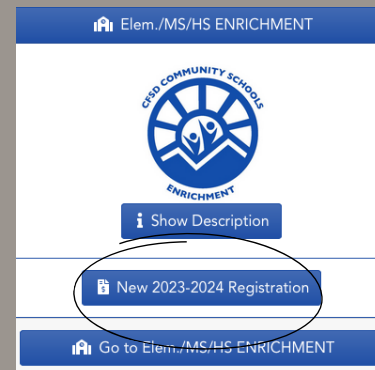 Elem./MS/HS ENRICHMENT
CFSD COMMUNITY SCHOOLS
ENRICHMENT
Show Description
New 2023-2024 Registration
Go to Elem./MS/HS ENRICHMENT